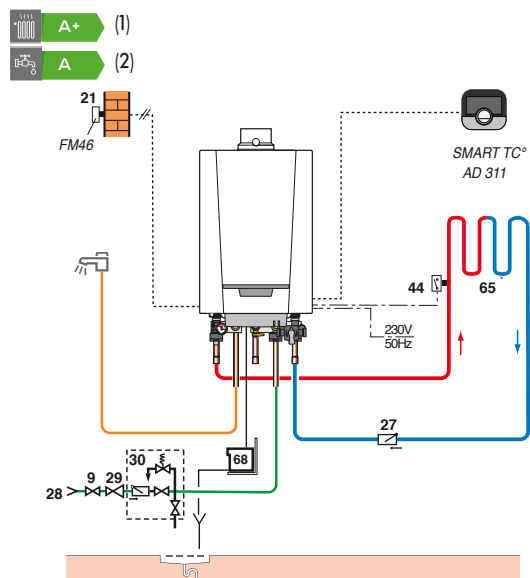 A+ (1)
A (2)
21
FM46
SMART TC°
AD 311
44
65
230V
50Hz
27
30
68
9
29
28